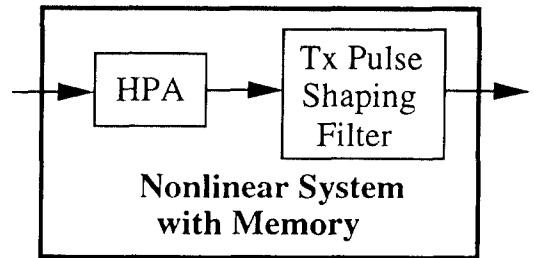 HPA
Tx Pulse
Shaping
Filter
Nonlinear System
with Memory